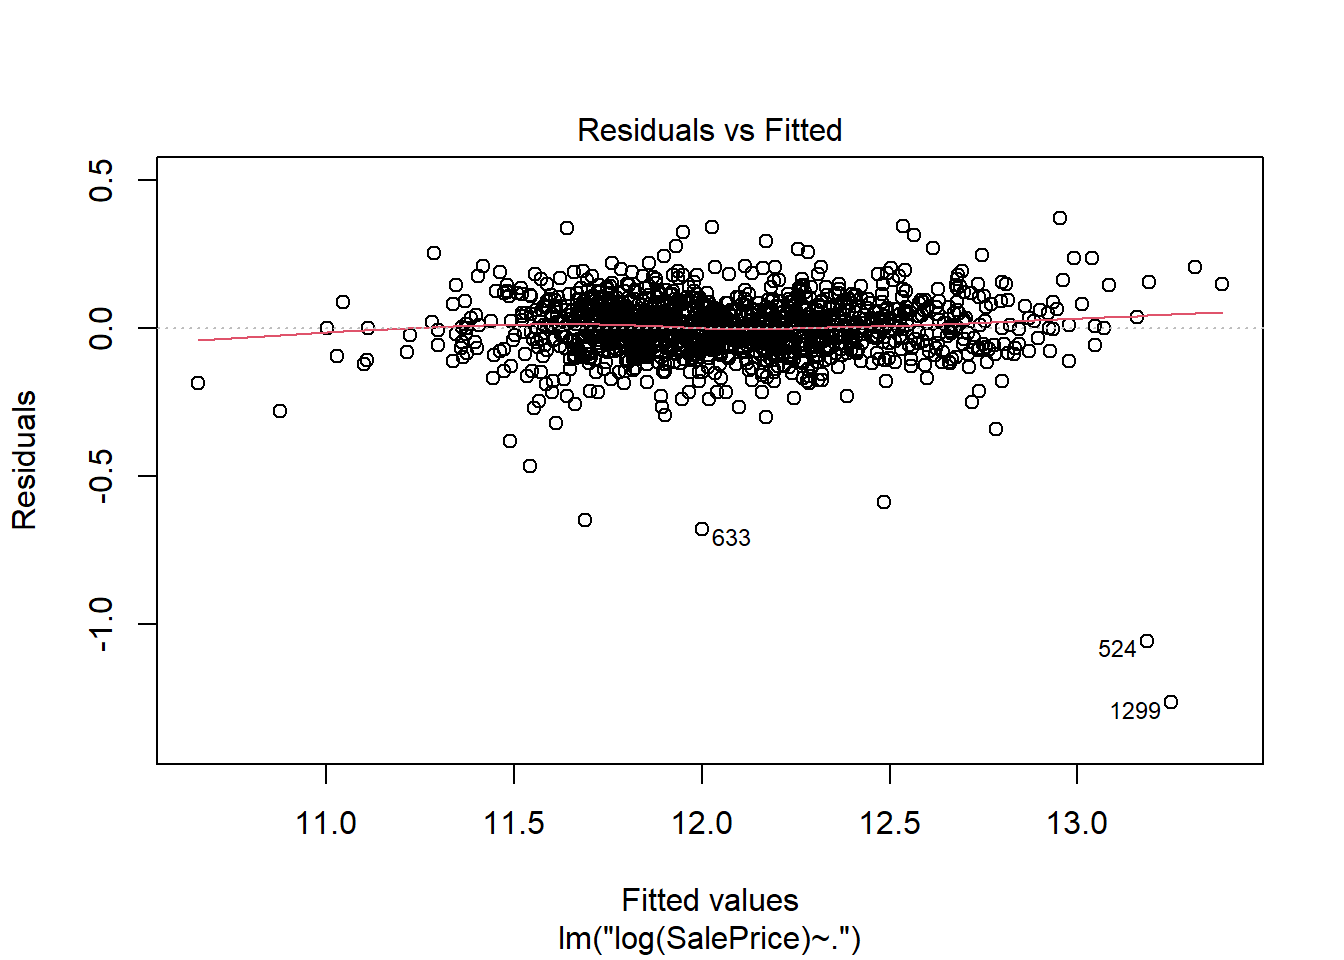 Residuals vs Fitted
Residuals
0.5
0.0
-0.5
-1.0
633
524
1299
11.0 11.5 12.0 12.5 13.0
Fitted values
lm("log(SalePrice)~.")